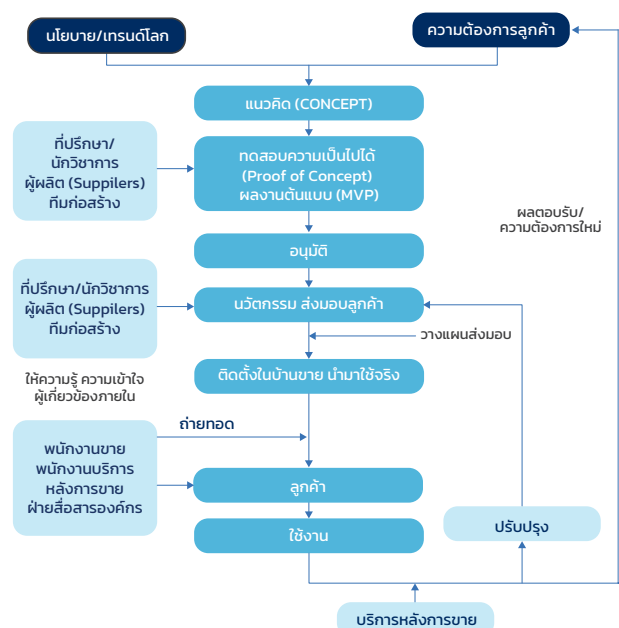 นโยบาย/เทรนด์โลก
ความต้องการลูกค้า
แนวคิด (CONCEPT)
ที่ปรึกษา/
นักวิชาการ
ผู้ผลิต (Suppilers)
ทีมก่อสร้าง
ทดสอบความเป็นไปได้
(Proof of Concept)
ผลงานต้นแบบ (MVP)
ผลตอบรับ/
ความต้องการใหม่
อนุมัติ
ที่ปรึกษา/นักวิชาการ
ผู้ผลิต (Suppilers)
ทีมก่อสร้าง
นวัตกรรม ส่งมอบลูกค้า
วางแผนส่งมอบ
ให้ความรู้ ความเข้าใจ
ผู้เกี่ยวข้องภายใน
ติดตั้งในบ้านขาย นำมาใช้จริง
ถ่ายทอด
พนักงานขาย
พนักงานบริการ
หลังการขาย
ฝ่ายสื่อสารองค์กร
ลูกค้า
ใช้งาน
ปรับปรุง
บริการหลังการขาย